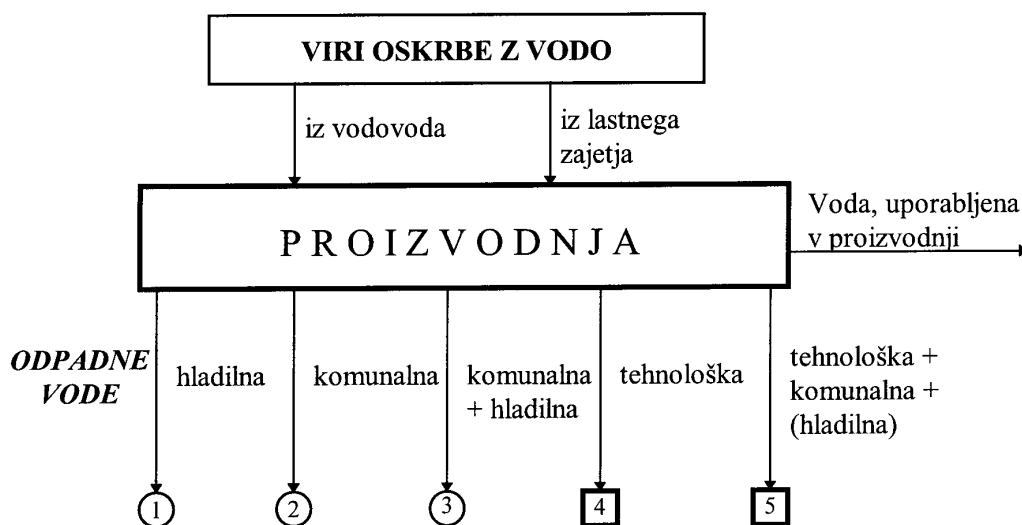 VIRI OSKRBE Z VODO
iz vodovoda
iz lastnega
zajetja
PROIZVODNJA
Voda, uporabljena
v proizvodnji
ODPADNE
VODE
hladilna
komunalna
komunalna
+ hladilna
tehnološka
tehnološka +
komunalna +
(hladilna)
1
2
3
4
5